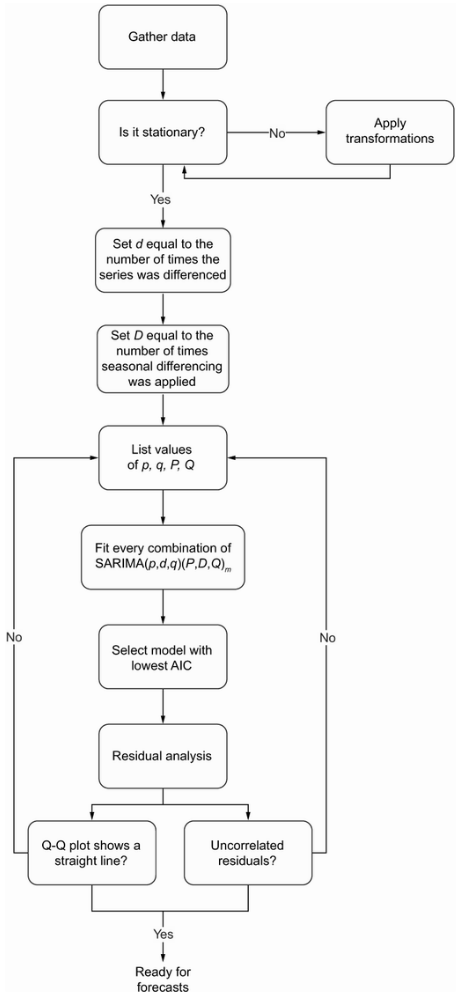 Gather data
Is it stationary?
No
Apply
transformations
Yes
Set d equal to the
number of times the
series was differenced
Set D equal to the
number of times
seasonal differencing
was applied
List values
of p, q, P, Q
Fit every combination of
SARIMA(p,d,q)(P,D,Q)m
No
No
Select model with
lowest AIC
Residual analysis
Q-Q plot shows a
straight line?
Uncorrelated
residuals?
Yes
Ready for
forecasts